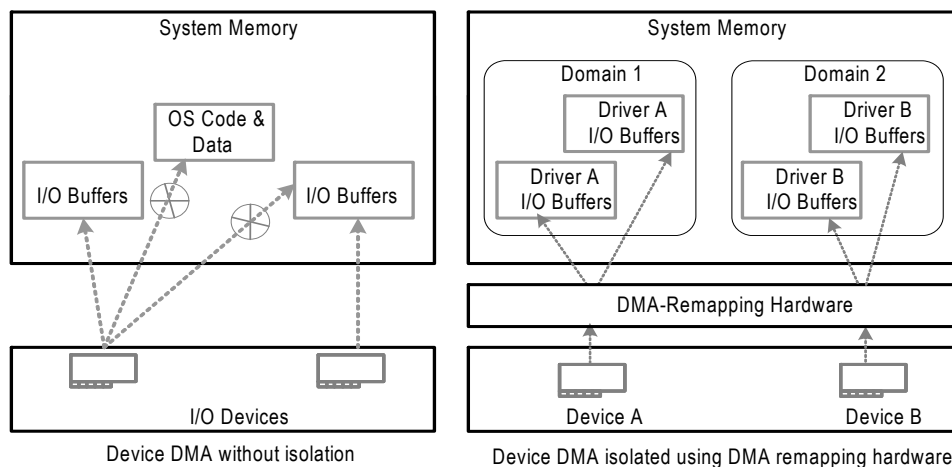 System Memory
OS Code &
Data
I/O Buffers
I/O Buffers
I/O Devices
Device DMA without isolation
System Memory
Domain 1
Driver A
I/O Buffers
Driver A
I/O Buffers
Domain 2
Driver B
I/O Buffers
Driver B
I/O Buffers
DMA-Remapping Hardware
Device A
Device B
Device DMA isolated using DMA remapping hardware